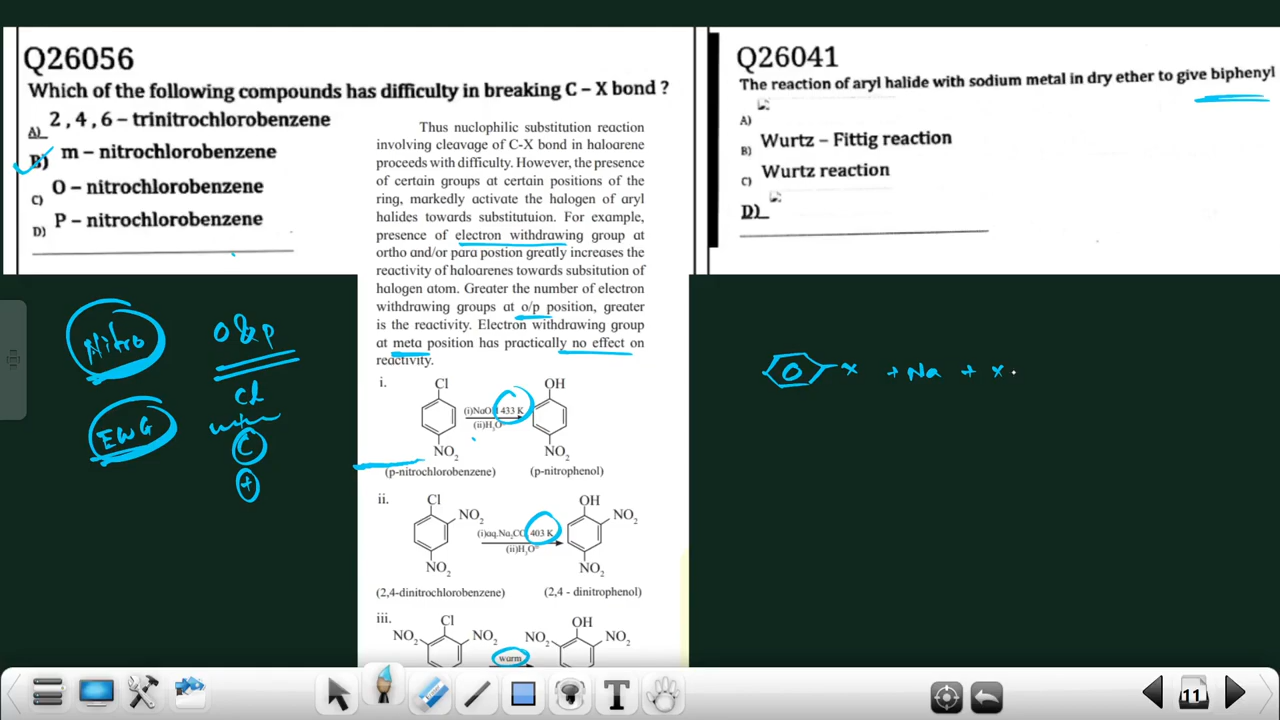 Q26056
Which of the following compounds has difficulty in breaking C – X bond ?
A) 2 , 4 , 6 – trinitrochlorobenzene
B) m – nitrochlorobenzene
C) O – nitrochlorobenzene
D) P – nitrochlorobenzene
Thus nuclophilic substitution reaction
involving cleavage of C-X bond in haloarene
proceeds with difficulty. However, the presence
of certain groups at certain positions of the
ring, markedly activate the halogen of aryl
halides towards substitutuion. For example,
presence of electron withdrawing group at
ortho and/or para postion greatly increases the
reactivity of haloarenes towards subsitution of
halogen atom. Greater the number of electron
withdrawing groups at o/p position, greater
is the reactivity. Electron withdrawing group
at meta position has practically no effect on
reactivity.
i.
Cl
(i)NaOH 433 K
(ii)H₃O
OH
NO₂
NO₂
(p-nitrochlorobenzene)
(p-nitrophenol)
ii.
Cl
NO₂
(i)aq.Na₂CO 403 K
(ii)H₃O⁺
OH
NO₂
NO₂
NO₂
(2,4-dinitrochlorobenzene)
(2,4 - dinitrophenol)
iii.
Cl
NO₂
NO₂
warm
OH
NO₂
NO₂
Nitro
EWG
O & p
Cl
C
+
Q26041
The reaction of aryl halide with sodium metal in dry ether to give biphenyl
A)
B) Wurtz – Fittig reaction
C) Wurtz reaction
D)
x + Na + x
11